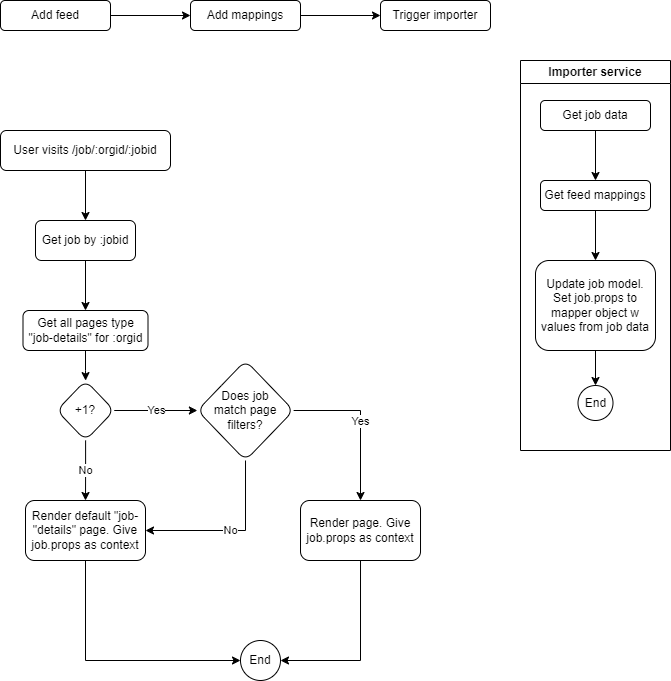 Add feed
Add mappings
Trigger importer
Importer service
Get job data
Get feed mappings
Update job model.
Set job.props to
mapper object w
values from job data
End
User visits /job/:orgid/:jobid
Get job by :jobid
Get all pages type
"job-details" for :orgid
+1?
Yes
Does job
match page
filters?
Yes
No
Render default "job-
"details" page. Give
job.props as context
No
Render page. Give
job.props as context
End